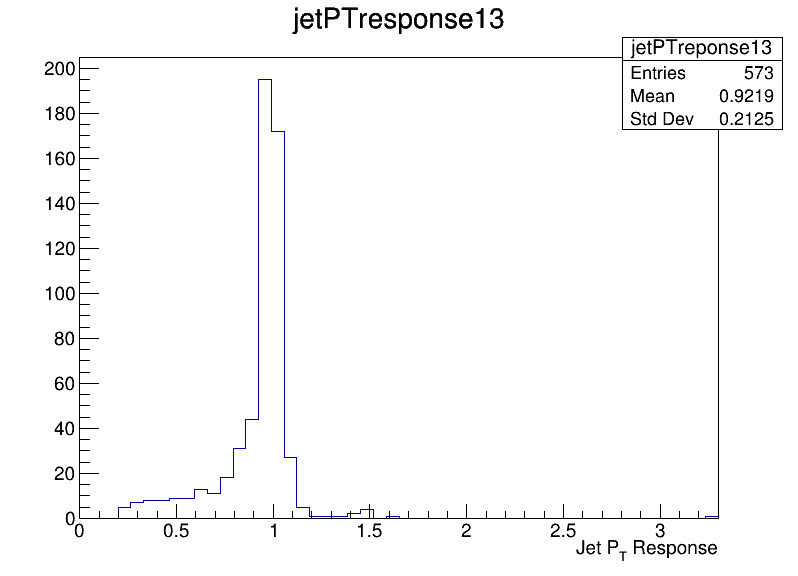 jetPTresponse13
jetPTreponse13
Entries 573
Mean 0.9219
Std Dev 0.2125
200
180
160
140
120
100
80
60
40
20
0
0 0.5 1 1.5 2 2.5 3
Jet PT Response